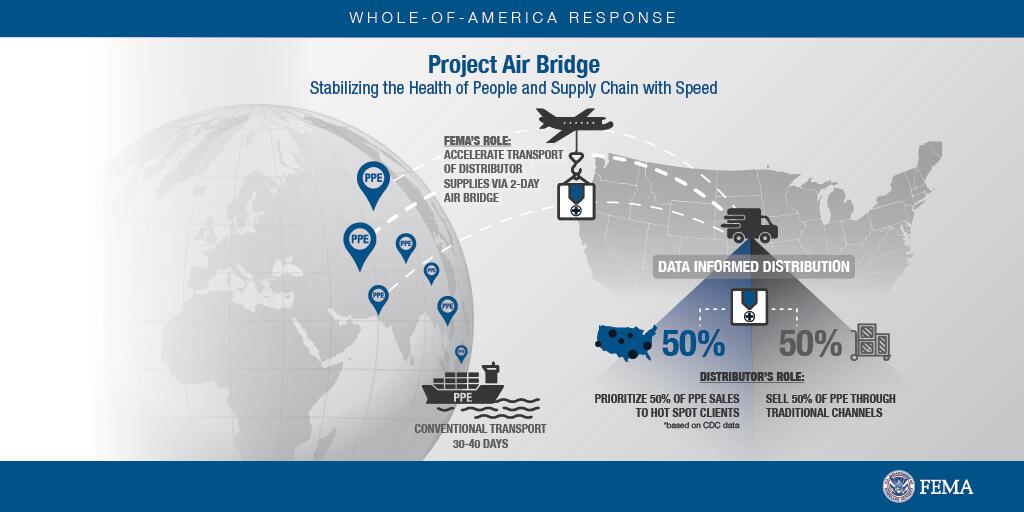 WHOLE-OF-AMERICA RESPONSE
Project Air Bridge
Stabilizing the Health of People and Supply Chain with Speed
FEMA'S ROLE:
ACCELERATE TRANSPORT
OF DISTRIBUTOR
SUPPLIES VIA 2-DAY
AIR BRIDGE
PPE
PPE
PPE
PPE
PPE
PPE
PPE
PPE
CONVENTIONAL TRANSPORT
30-40 DAYS
DATA INFORMED DISTRIBUTION
50%
50%
DISTRIBUTOR'S ROLE:
PRIORITIZE 50% OF PPE SALES
TO HOT SPOT CLIENTS
*based on CDC data
SELL 50% OF PPE THROUGH
TRADITIONAL CHANNELS
FEMA